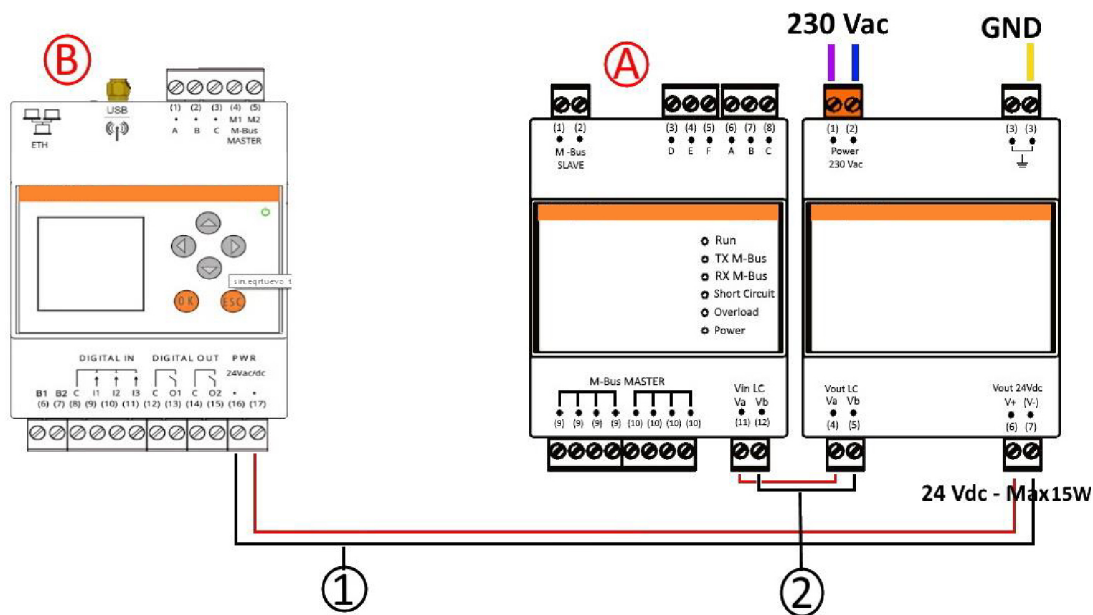 230 Vac
GND
B
A
USB
ETH
(1) (2) (3) (4) (5)
M1 M2
A B C M-Bus
MASTER
(1) (2)
M -Bus
SLAVE
(3) (4) (5) (6) (7) (8)
D E F A B C
(1) (2)
Power
230 Vac
(3) (3)
Run
TX M-Bus
RX M-Bus
Short Circuit
Overload
Power
OK
ESC
DIGITAL IN DIGITAL OUT PWR
24Vac/dc
B1 B2 C I1 I2 I3 C O1 C O2
(6) (7) (8) (9) (10) (11) (12) (13) (14) (15) (16) (17)
M-Bus MASTER
(9) (9) (9) (9) (10) (10) (10) (10)
Vin LC
Va Vb
(11) (12)
Vout LC
Va Vb
(4) (5)
Vout 24Vdc
V+ (V-)
(6) (7)
24 Vdc - Max15W
1
2